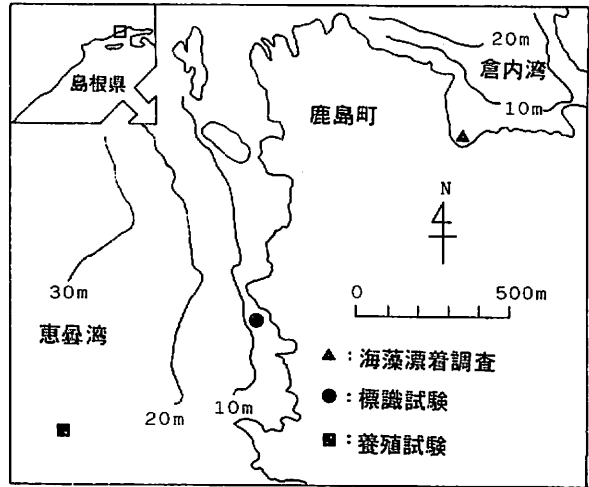 島根県
20m
倉内湾
10m
鹿島町
N
0 500m
30m
恵曇湾
20m 10m
▲：海藻漂着調査
●：標識試験
■：養殖試験